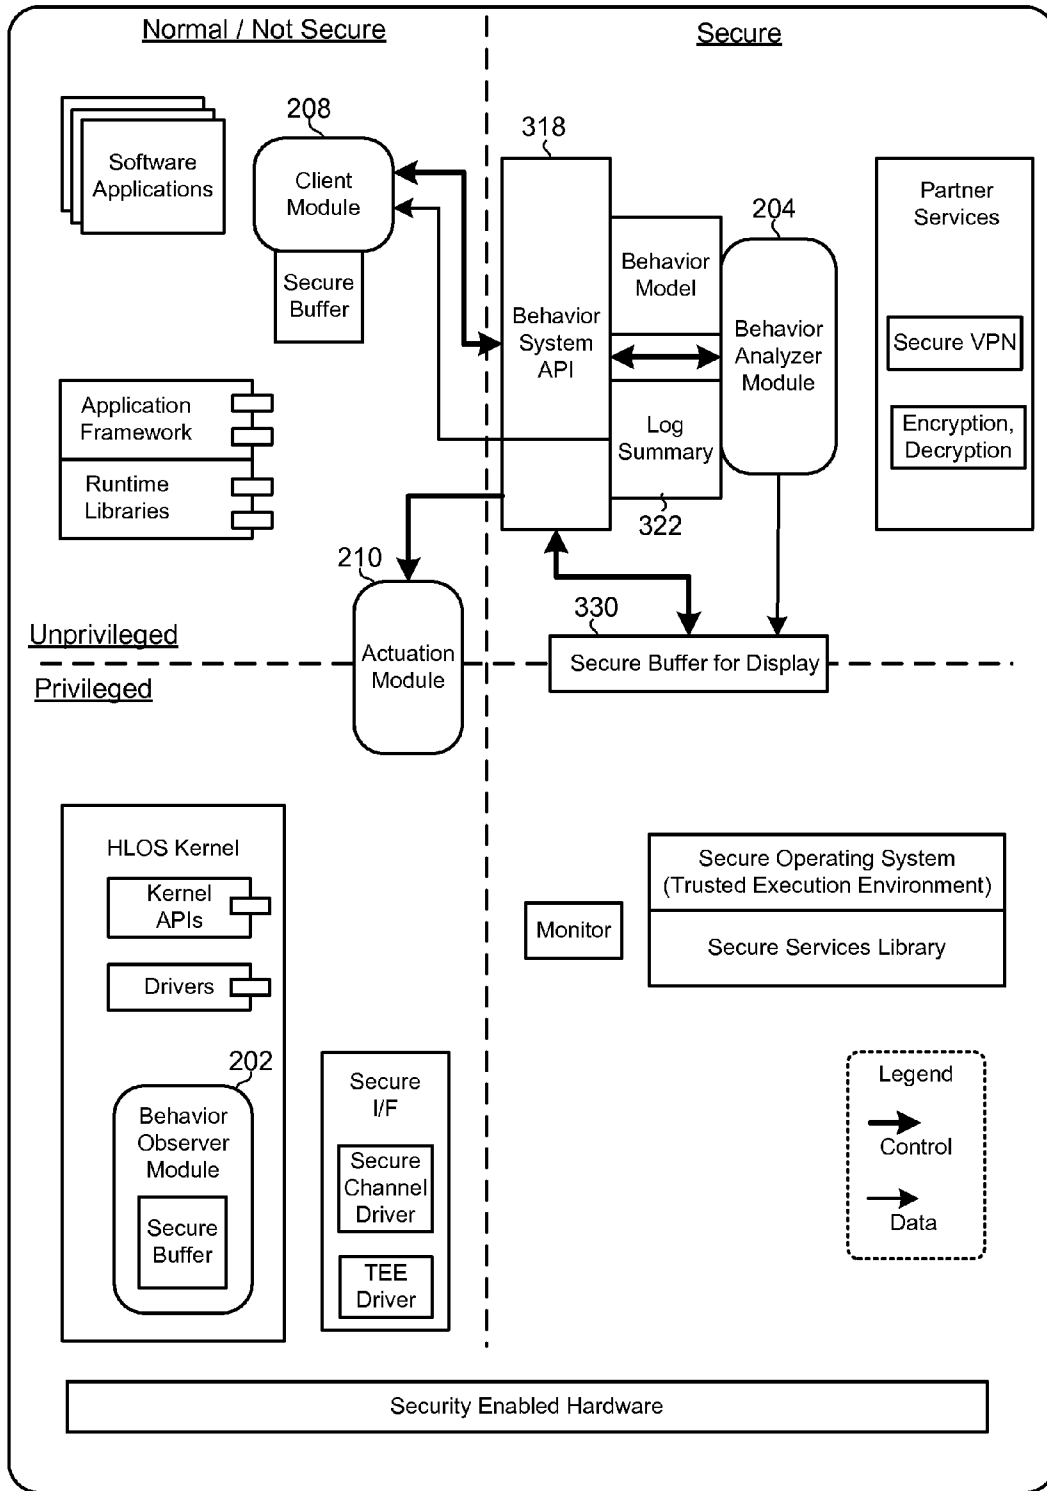 Normal / Not Secure
Secure
Software
Applications
208
Client
Module
Secure
Buffer
318
Behavior
System
API
Behavior
Model
Log
Summary
322
204
Behavior
Analyzer
Module
Partner
Services
Secure VPN
Encryption,
Decryption
Application
Framework
Runtime
Libraries
210
Actuation
Module
330
Secure Buffer for Display
Unprivileged
Privileged
HLOS Kernel
Kernel
APIs
Drivers
202
Behavior
Observer
Module
Secure
Buffer
Secure
I/F
Secure
Channel
Driver
TEE
Driver
Monitor
Secure Operating System
(Trusted Execution Environment)
Secure Services Library
Legend
Control
Data
Security Enabled Hardware